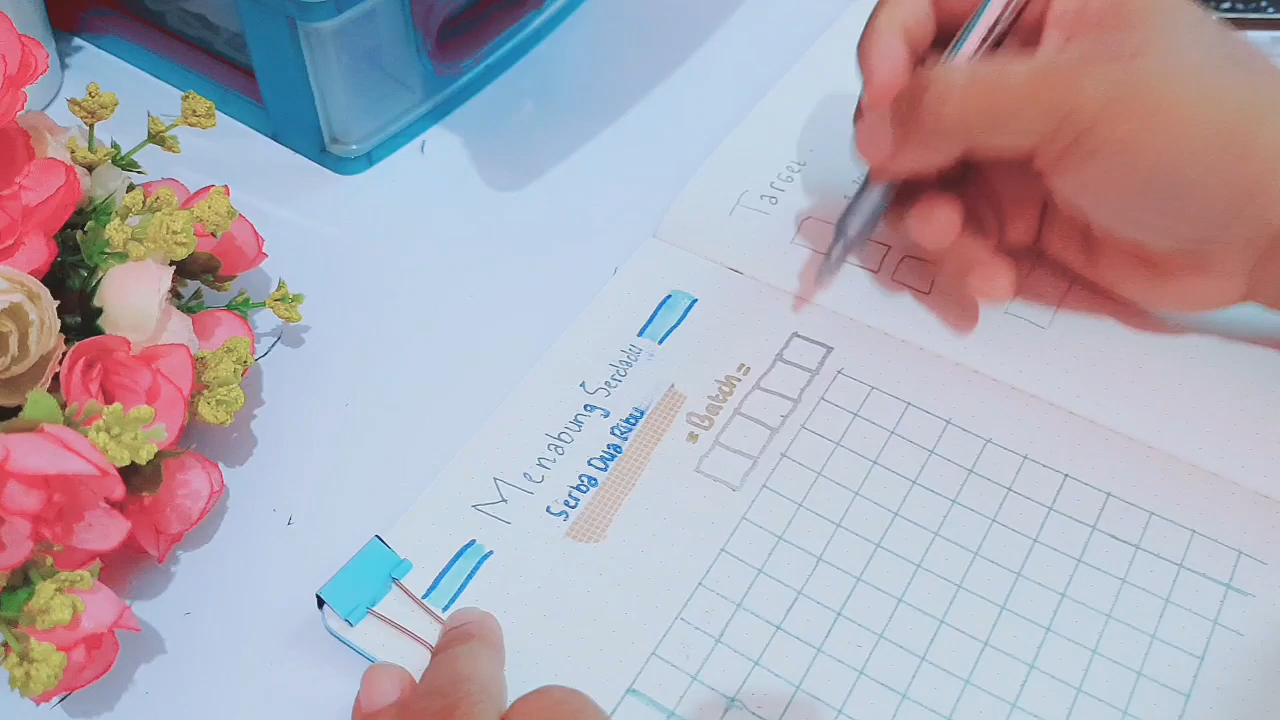 Menabung Serdadu
Serba Dua Ribu
= Batch =
Target